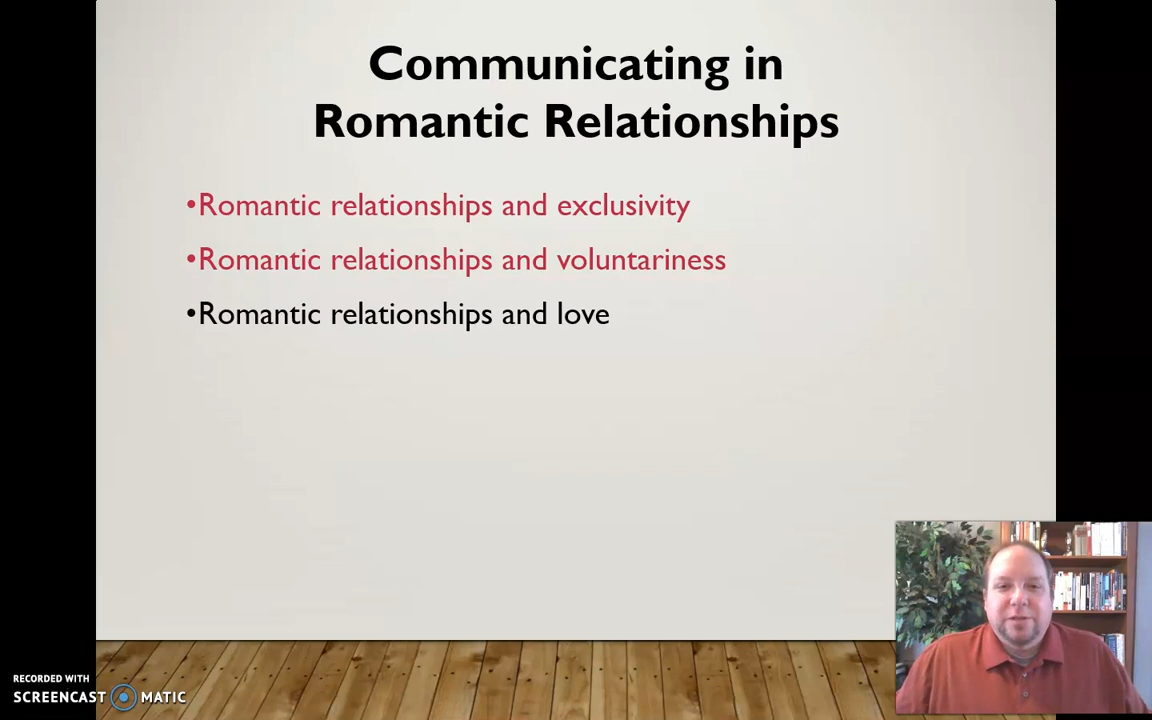 Communicating in
Romantic Relationships
•Romantic relationships and exclusivity
•Romantic relationships and voluntariness
•Romantic relationships and love
RECORDED WITH
SCREENCAST MATIC